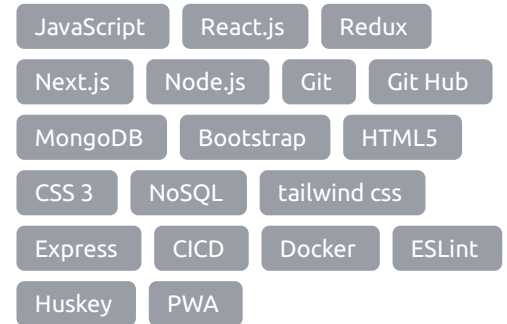 JavaScript React.js Redux
Next.js Node.js Git Git Hub
MongoDB Bootstrap HTML5
CSS 3 NoSQL tailwind css
Express CICD Docker ESLint
Huskey PWA